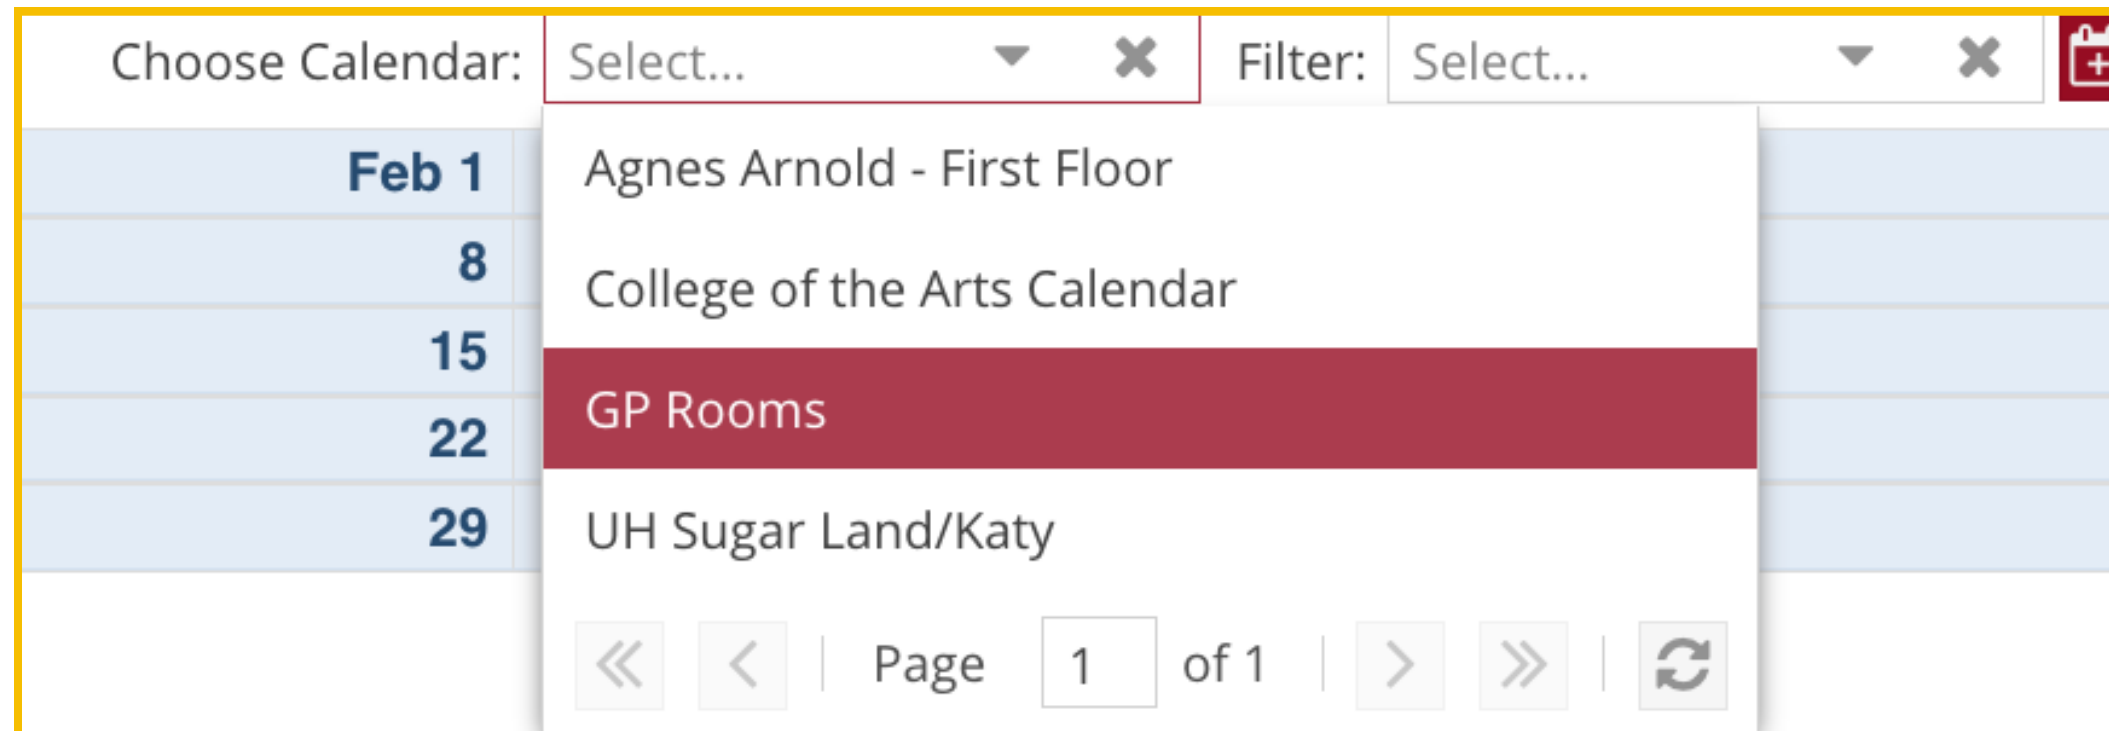 Choose Calendar: Select... Filter: Select...
Feb 1
8
15
22
29
Agnes Arnold - First Floor
College of the Arts Calendar
GP Rooms
UH Sugar Land/Katy
Page 1 of 1